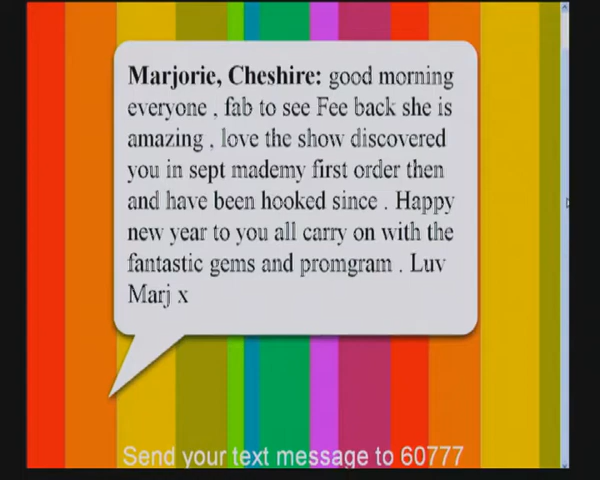 Marjorie, Cheshire: good morning
everyone , fab to see Fee back she is
amazing , love the show discovered
you in sept mademy first order then
and have been hooked since . Happy
new year to you all carry on with the
fantastic gems and promgram . Luv
Marj x
Send your text message to 60777